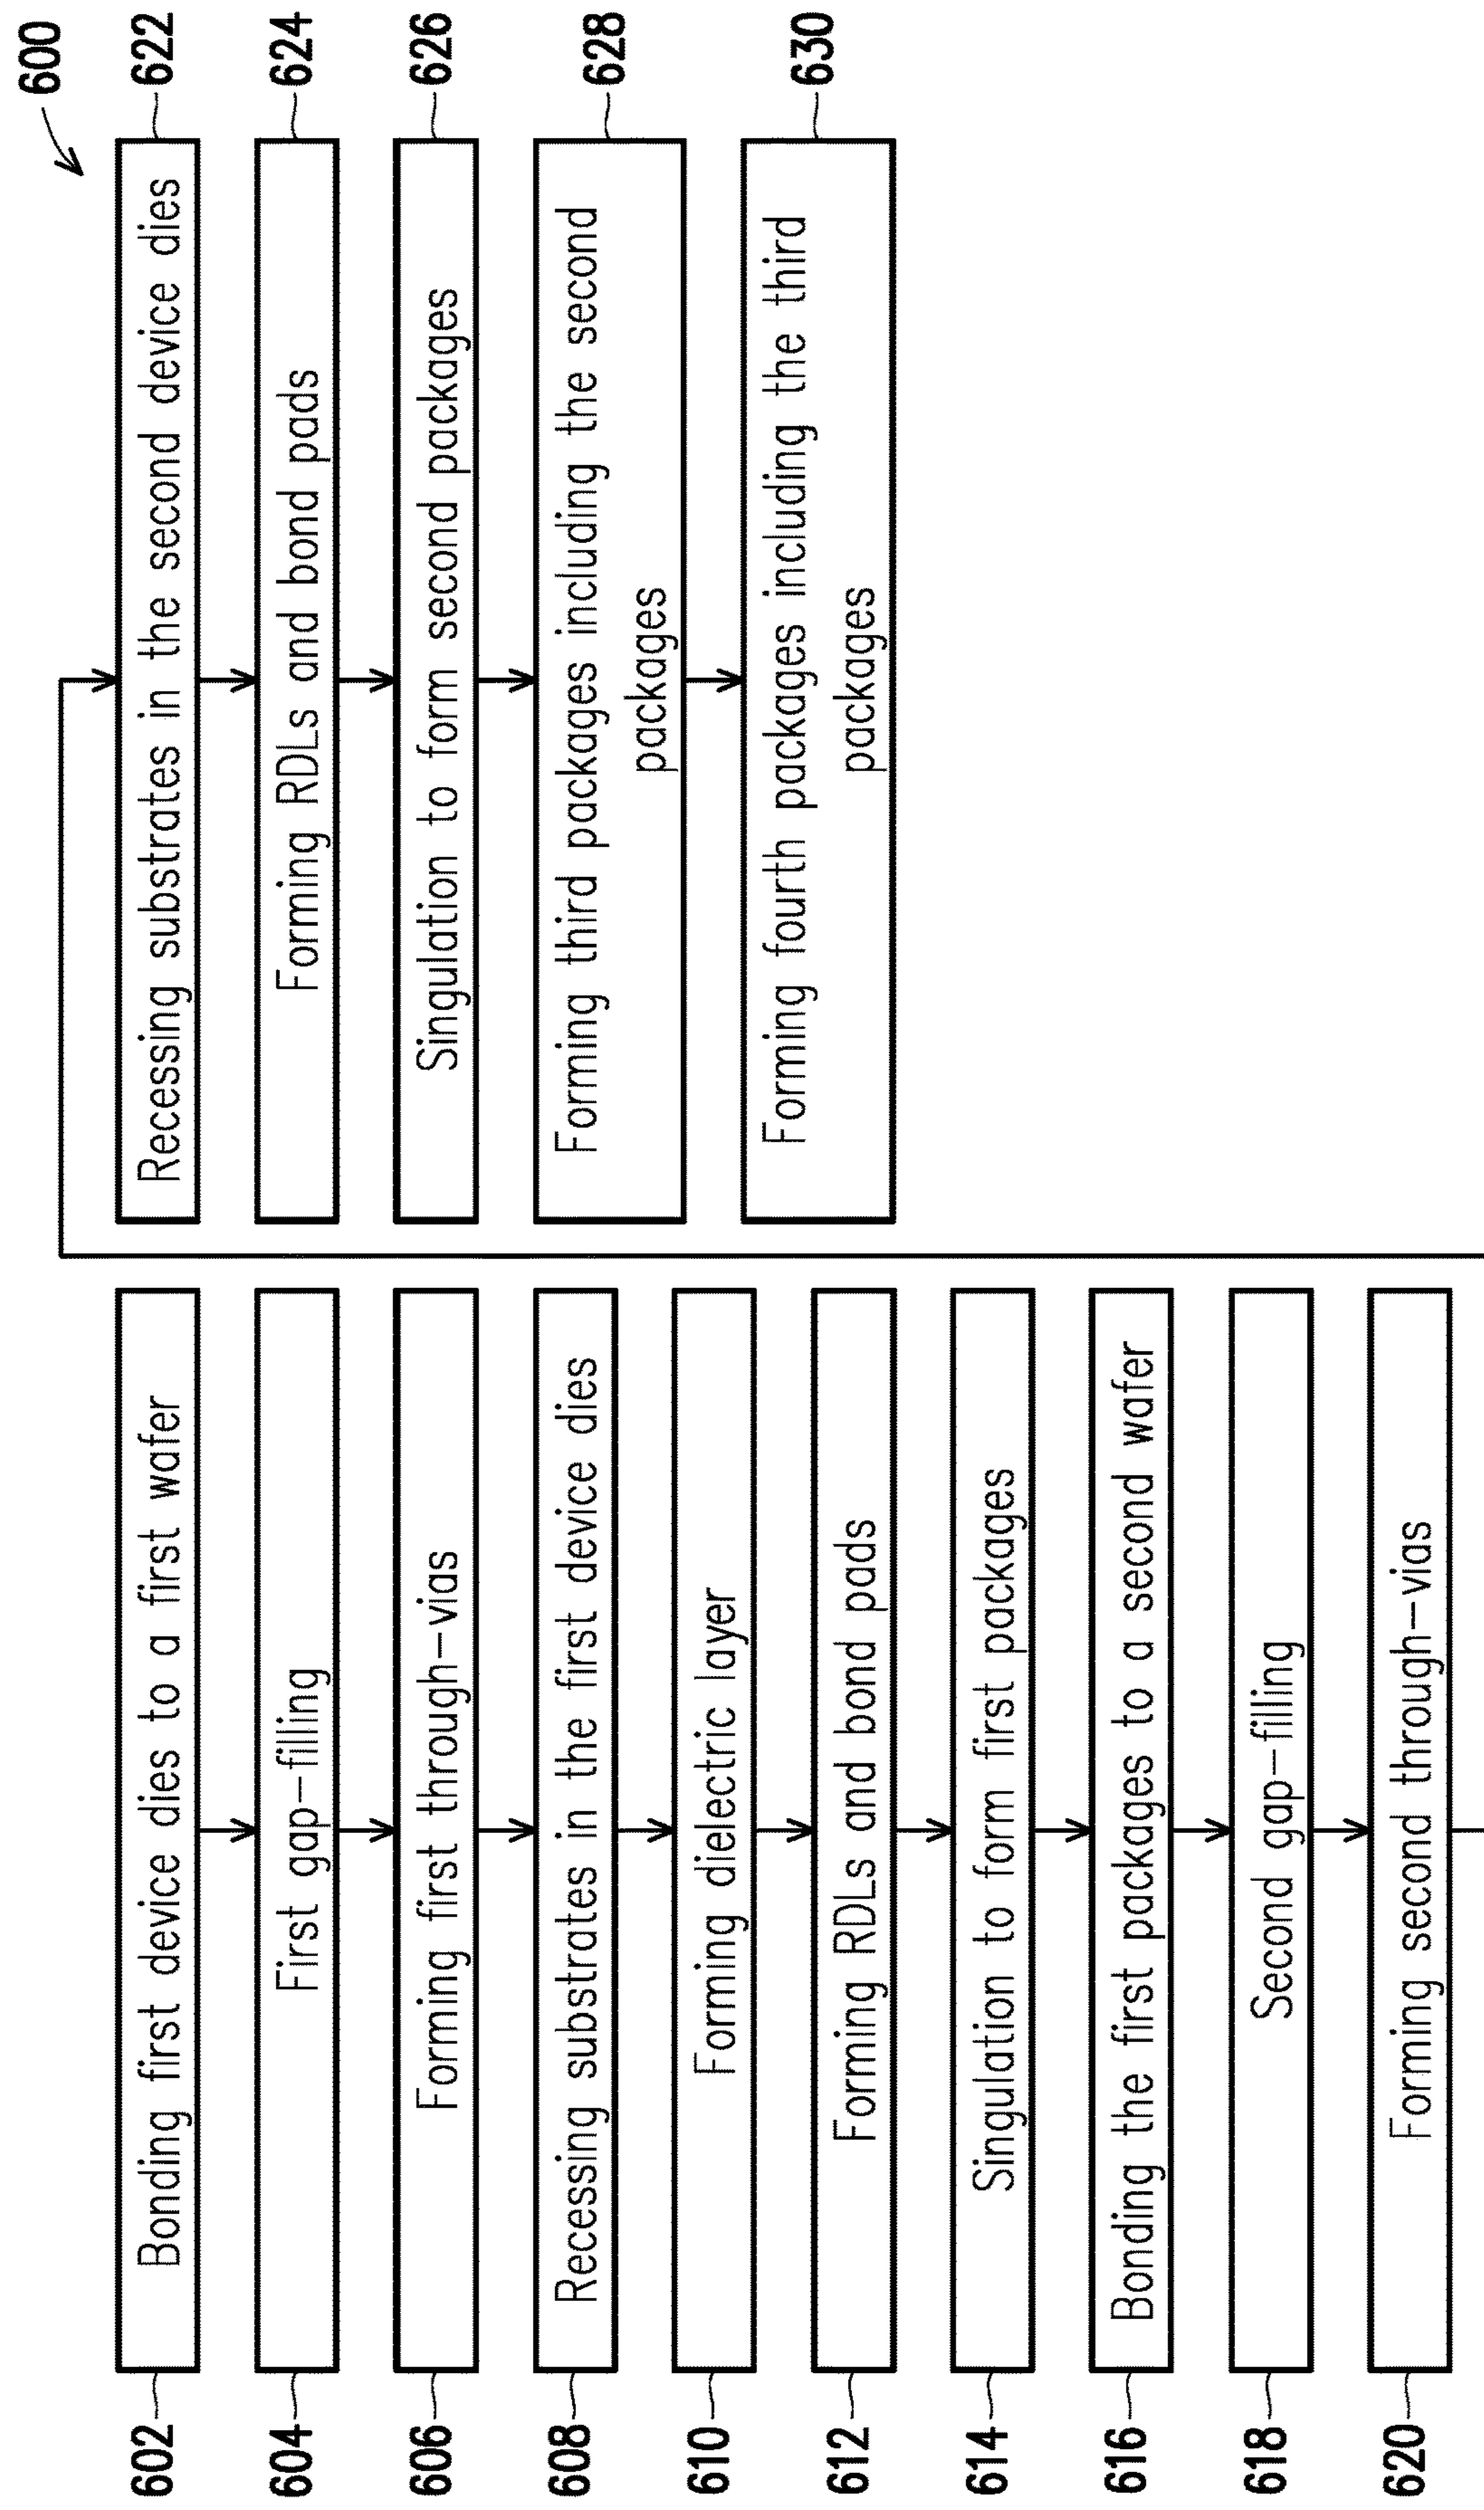 600
602
Bonding first device dies to a first wafer
604
First gap-filling
606
Forming first through-vias
608
Recessing substrates in the first device dies
610
Forming dielectric layer
612
Forming RDLs and bond pads
614
Singulation to form first packages
616
Bonding the first packages to a second wafer
618
Second gap-filling
620
Forming second through-vias
622
Recessing substrates in the second device dies
624
Forming RDLs and bond pads
626
Singulation to form second packages
628
Forming third packages including the second
packages
630
Forming fourth packages including the third
packages